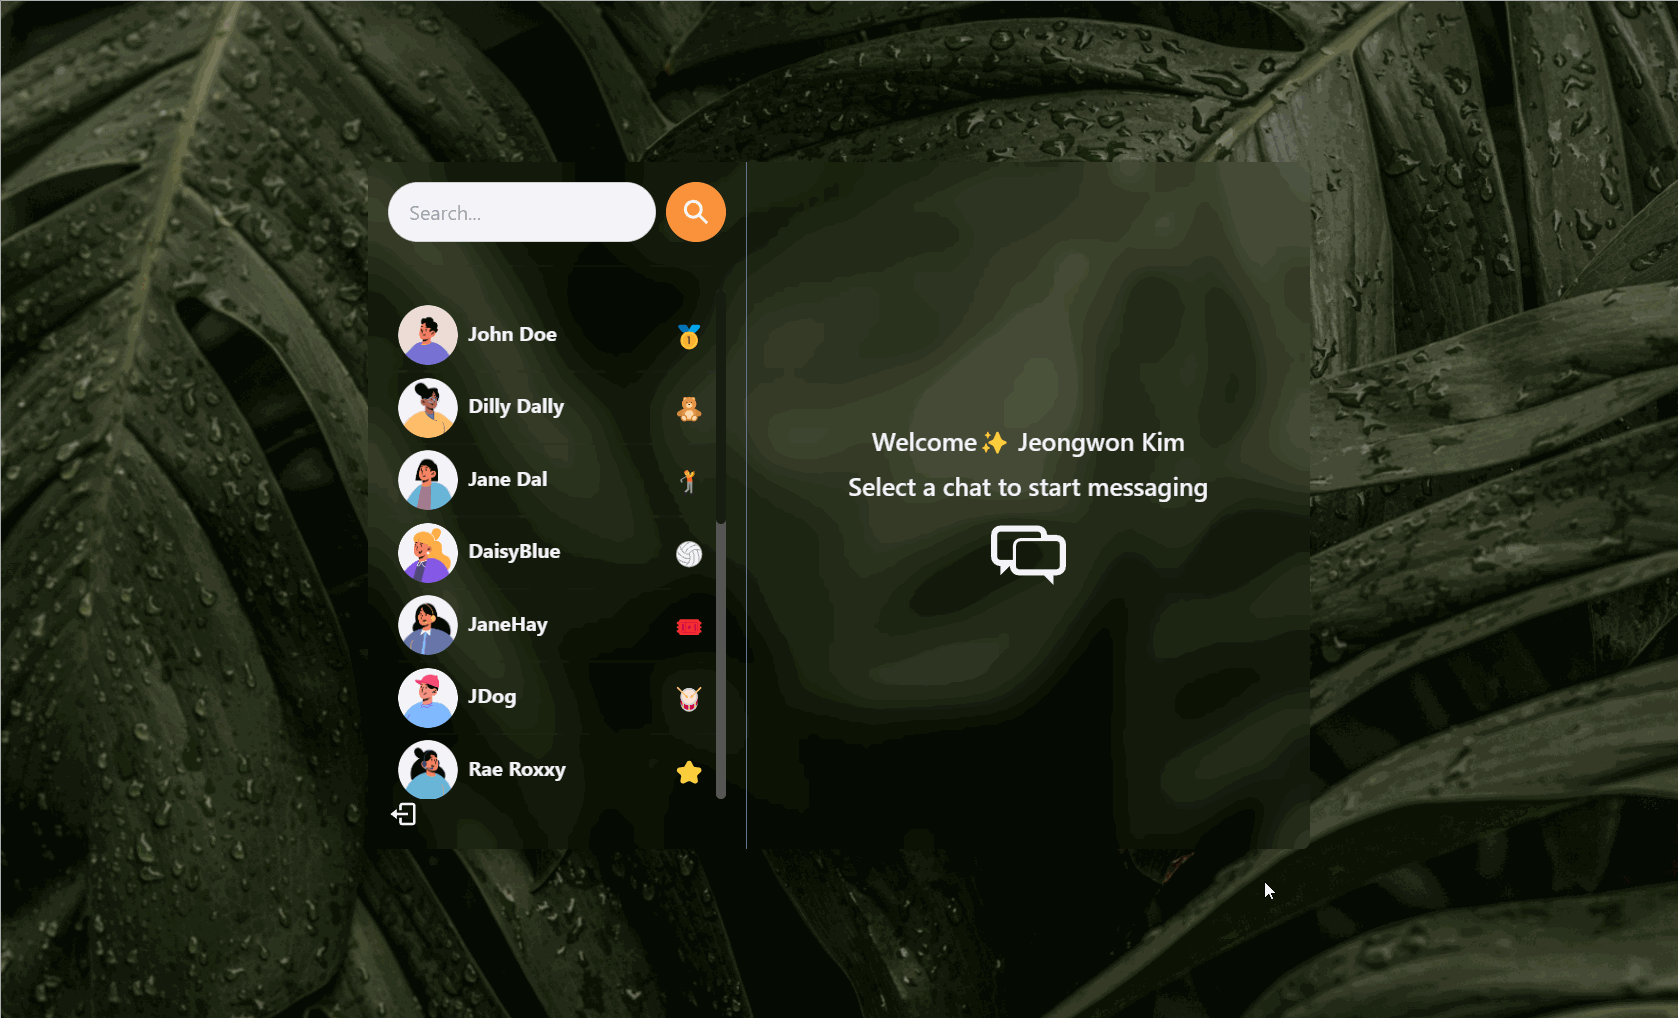 Search...
John Doe
Dilly Dally
Jane Dal
DaisyBlue
JaneHay
JDog
Rae Roxxy
Welcome✨ Jeongwon Kim
Select a chat to start messaging